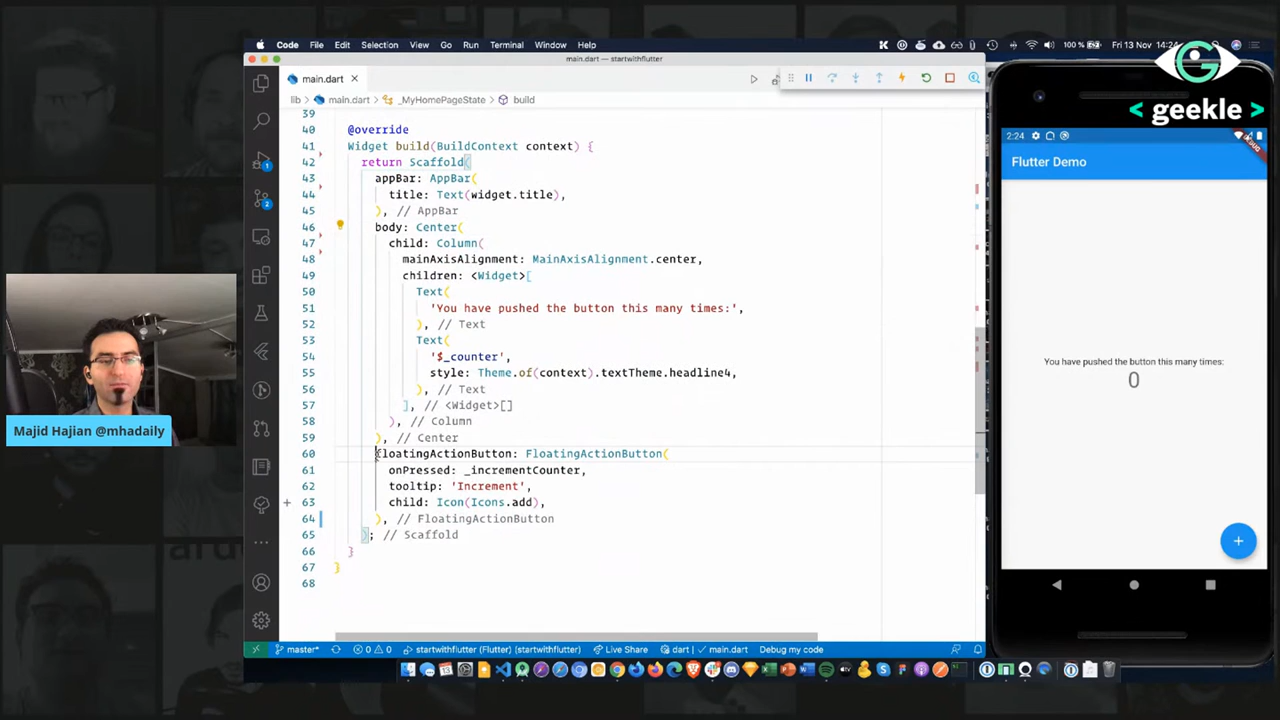 Code File Edit Selection View Go Run Terminal Window Help
100 % Fri 13 Nov 14:24
main.dart — startwithflutter
main.dart
lib > main.dart > _MyHomePageState > build
39
40 @override
41 Widget build(BuildContext context) {
42 return Scaffold(
43 appBar: AppBar(
44 title: Text(widget.title),
45 ), // AppBar
46 body: Center(
47 child: Column(
48 mainAxisAlignment: MainAxisAlignment.center,
49 children: <Widget>[
50 Text(
51 'You have pushed the button this many times:',
52 ), // Text
53 Text(
54 '$_counter',
55 style: Theme.of(context).textTheme.headline4,
56 ), // Text
57 ], // <Widget>[]
58 ), // Column
59 ), // Center
60 floatingActionButton: FloatingActionButton(
61 onPressed: _incrementCounter,
62 tooltip: 'Increment',
63 child: Icon(Icons.add),
64 ), // FloatingActionButton
65 ); // Scaffold
66 }
67 }
68
master* 0 0 startwithflutter (Flutter) (startwithflutter) Live Share dart | main.dart Debug my code
Majid Hajian @mhadaily
G
< geekle >
2:24
DEBUG
Flutter Demo
You have pushed the button this many times:
0
+